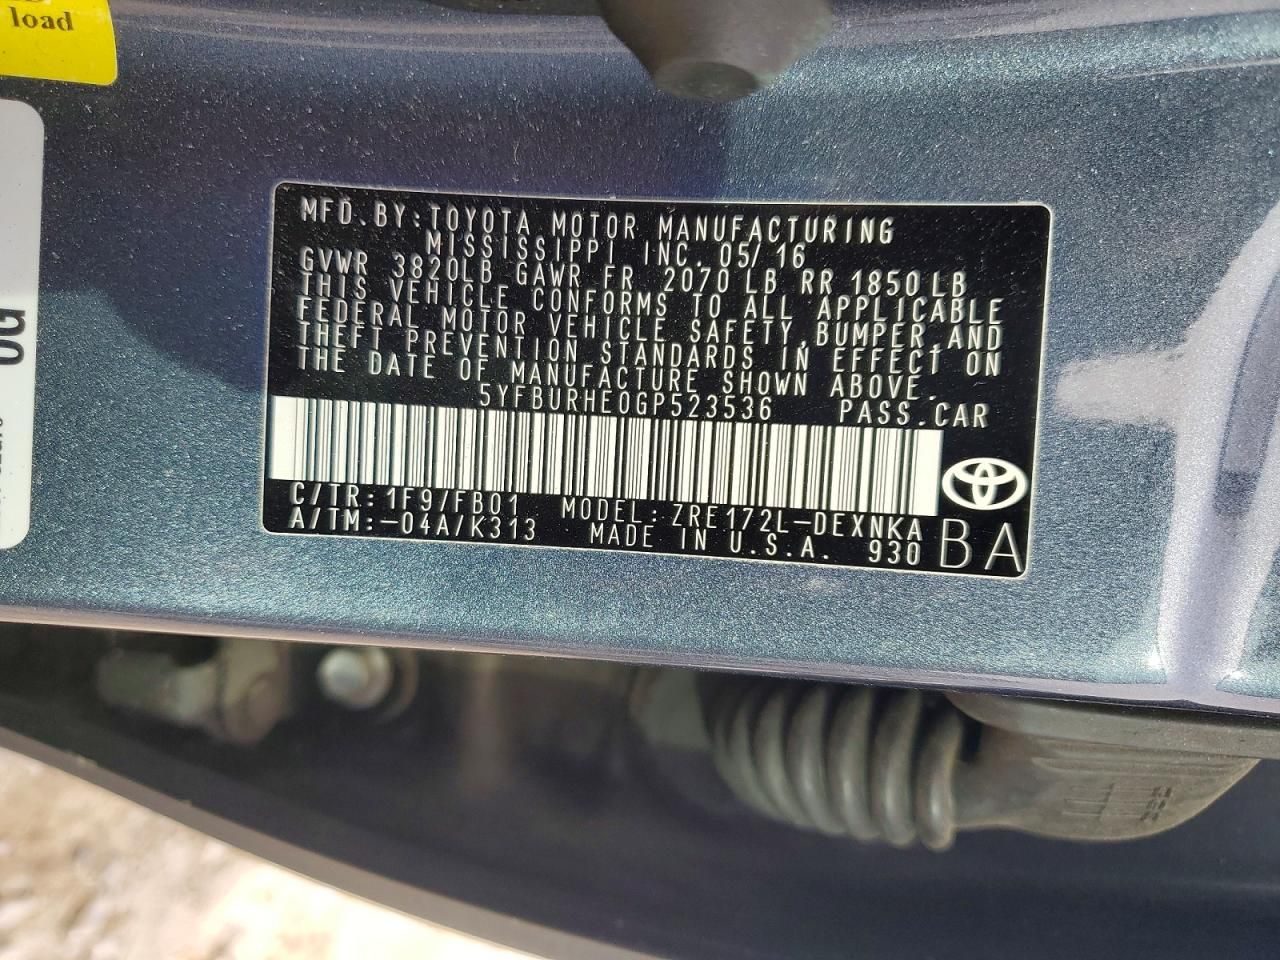 load
OG
MFD.BY:TOYOTA MOTOR MANUFACTURING
MISSISSIPPI INC. 05/16
GVWR 3820LB GAWR FR 2070 LB RR 1850 LB
THIS VEHICLE CONFORMS TO ALL APPLICABLE
FEDERAL MOTOR VEHICLE SAFETY,BUMPER,AND
THEFT PREVENTION STANDARDS IN EFFECT ON
THE DATE OF MANUFACTURE SHOWN ABOVE.
5YFBURHE0GP523536 PASS.CAR
C/TR: 1F9/FB01 MODEL: ZRE172L-DEXNKA
A/TM:-04A/K313 MADE IN U.S.A. 930
BA